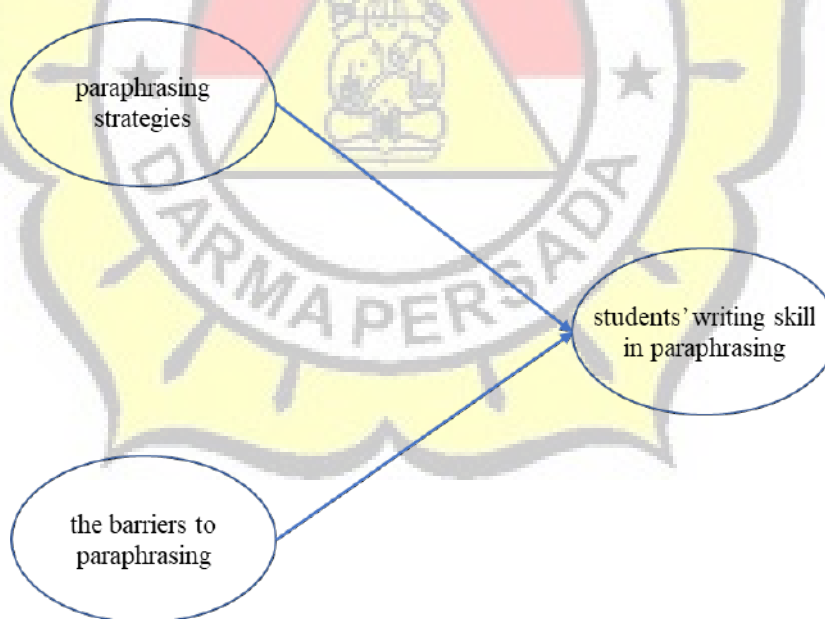 paraphrasing
strategies
DARMA PERSADA
students' writing skill
in paraphrasing
the barriers to
paraphrasing